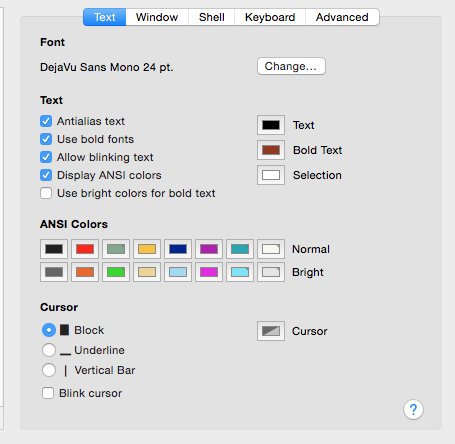 Text Window Shell Keyboard Advanced
Font
DejaVu Sans Mono 24 pt. Change...
Text
Antialias text Text
Use bold fonts
Allow blinking text Bold Text
Display ANSI colors Selection
Use bright colors for bold text
ANSI Colors
Normal
Bright
Cursor
Block Cursor
Underline
Vertical Bar
Blink cursor
?